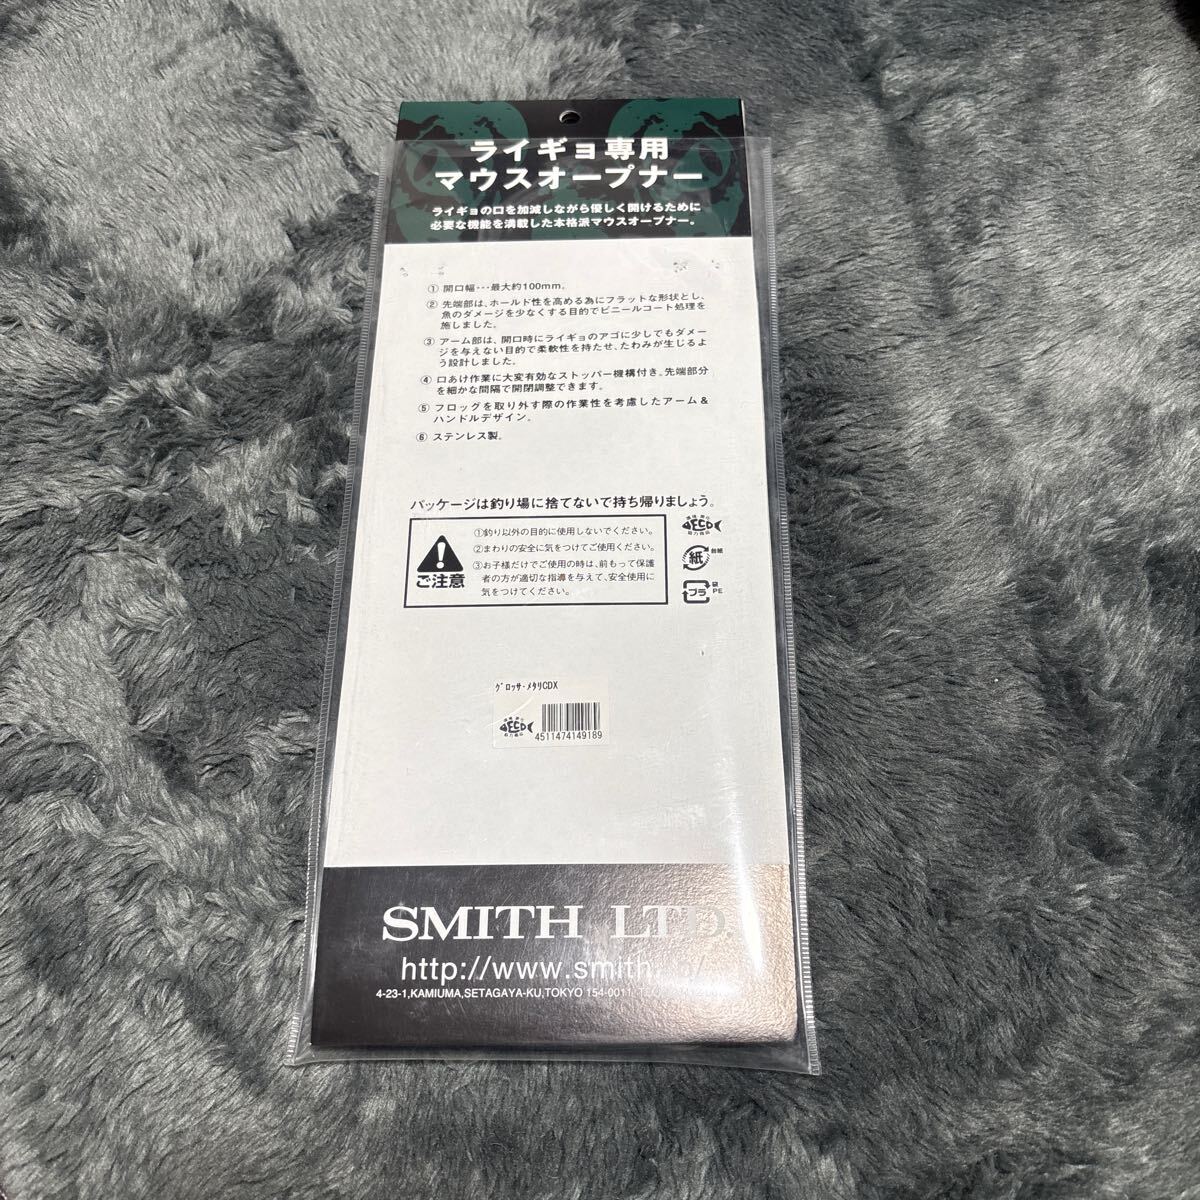 ライギョ専用
マウスオープナー
ライギョの口を加減しながら優しく開けるために
必要な機能を満載した本格派マウスオープナー。
① 開口幅･･･最大約100mm。
② 先端部は、ホールド性を高める為にフラットな形状とし、
魚のダメージを少なくする目的でビニールコート処理を
施しました。
③ アーム部は、開口時にライギョのアゴに少しでもダメー
ジを与えない目的で柔軟性を持たせ、たわみが生じるよ
う設計しました。
④ 口あけ作業に大変有効なストッパー機構付き。先端部分
を細かな間隔で開閉調整できます。
⑤ フロッグを取り外す際の作業性を考慮したアーム&
ハンドルデザイン。
⑥ ステンレス製。
パッケージは釣り場に捨てないで持ち帰りましょう。
ご注意
①釣り以外の目的に使用しないでください。
②まわりの安全に気をつけてご使用ください。
③お子様だけでご使用の時は、前もって保護
者の方が適切な指導を与えて、安全使用に
気をつけてください。
ECO
紙 台紙
プラ 袋 PE
ｸﾞﾛｯｻ-ﾒﾀﾘCDX
ECO
4511474149189
SMITH LTD.
http://www.smith.
4-23-1,KAMIUMA,SETAGAYA-KU,TOKYO 154-0011,